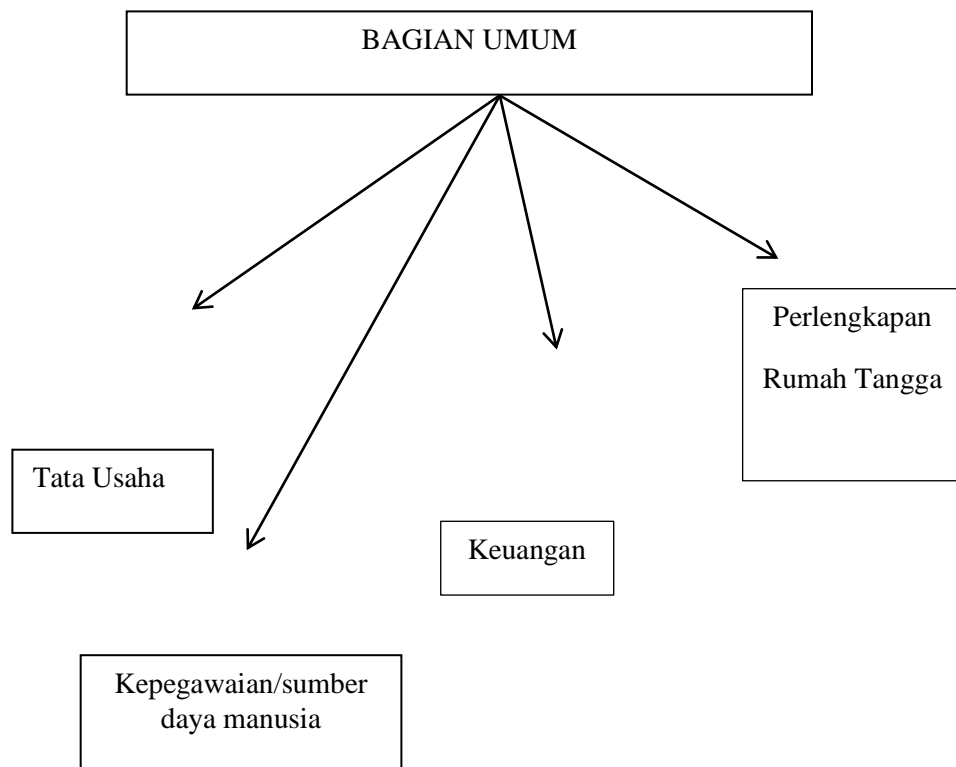 BAGIAN UMUM
Perlengkapan
Rumah Tangga
Tata Usaha
Keuangan
Kepegawaian/sumber
daya manusia